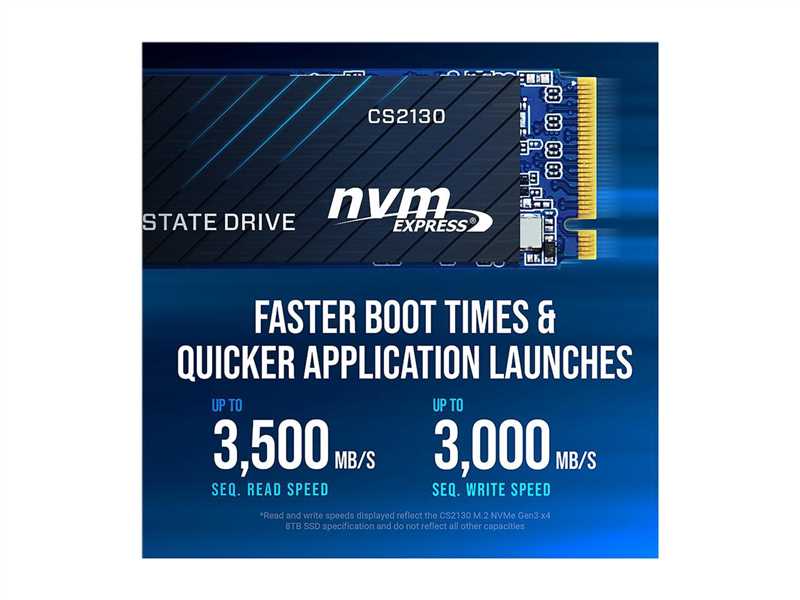 CS2130
STATE DRIVE
nvm
EXPRESS®
FASTER BOOT TIMES &
QUICKER APPLICATION LAUNCHES
UP TO
3,500 MB/S
SEQ. READ SPEED
UP TO
3,000 MB/S
SEQ. WRITE SPEED
*Read and write speeds displayed reflect the CS2130 M.2 NVMe Gen3 x4
8TB SSD specification and do not reflect all other capacities